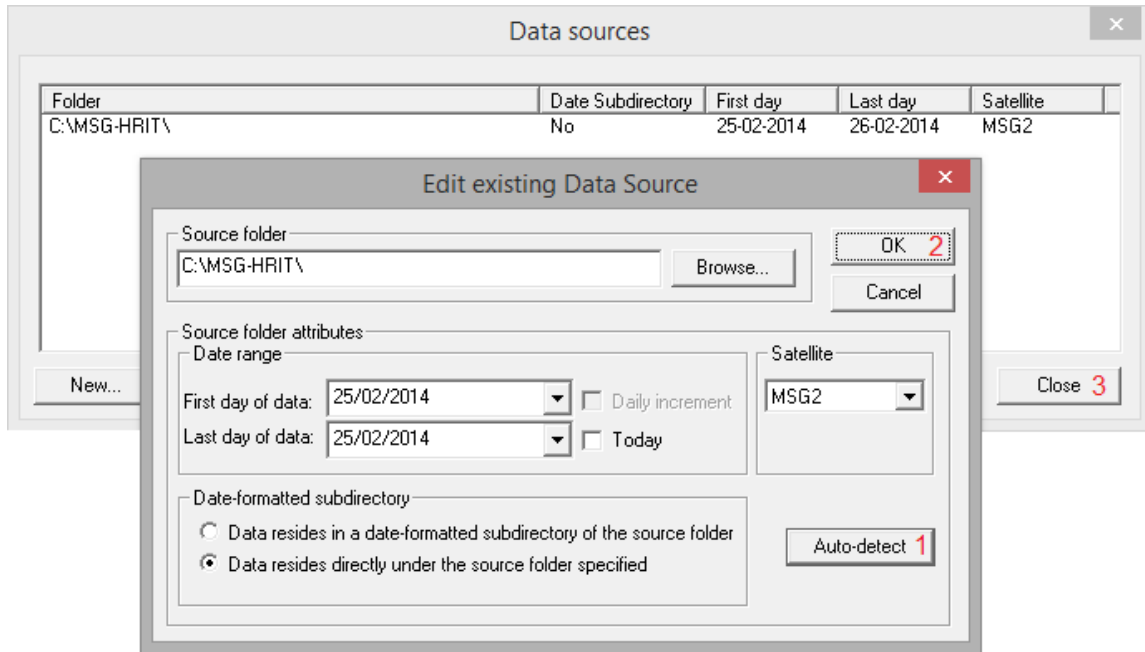 Data sources
Folder Date Subdirectory First day Last day Satellite
C:\MSG-HRIT\ No 25-02-2014 26-02-2014 MSG2
Edit existing Data Source
Source folder
C:\MSG-HRIT\ Browse... OK 2
Cancel
Source folder attributes
Date range Satellite
New... First day of data: 25/02/2014 Daily increment MSG2 Close 3
Last day of data: 25/02/2014 Today
Date-formatted subdirectory
Data resides in a date-formatted subdirectory of the source folder
Data resides directly under the source folder specified
Auto-detect 1